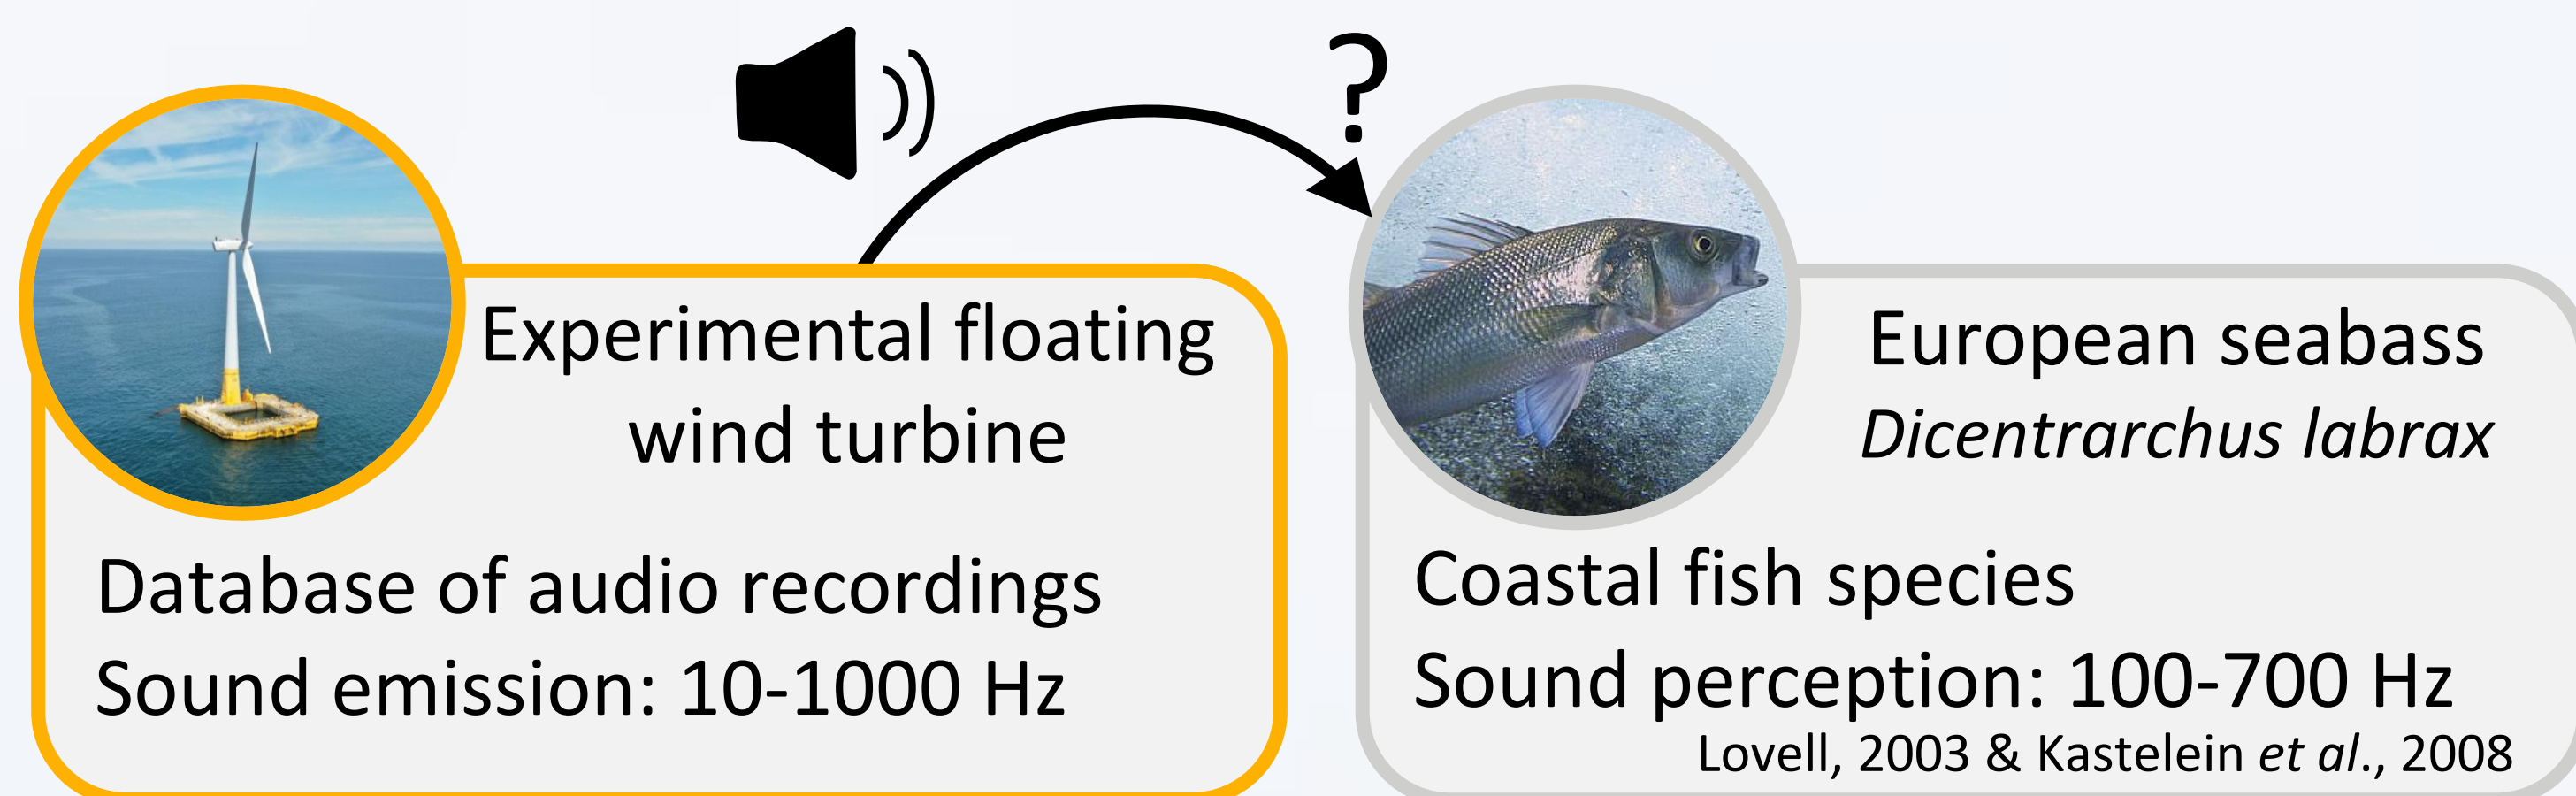 ?
Experimental floating
wind turbine
Database of audio recordings
Sound emission: 10-1000 Hz
European seabass
Dicentrarchus labrax
Coastal fish species
Sound perception: 100-700 Hz
Lovell, 2003 & Kastelein et al., 2008